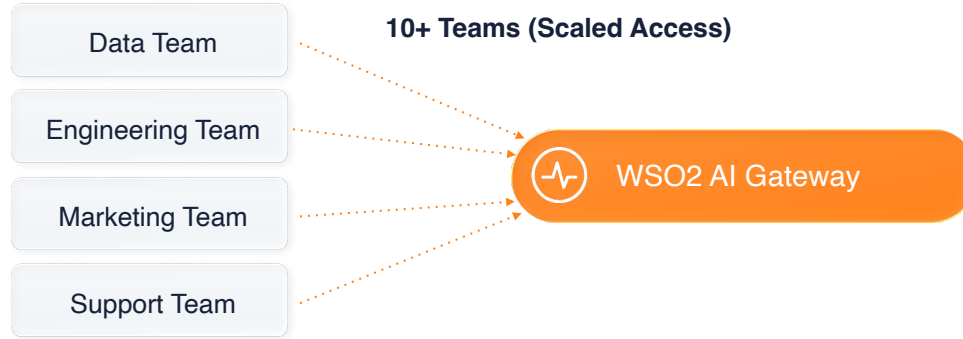 10+ Teams (Scaled Access)
Data Team
Engineering Team
Marketing Team
Support Team
WSO2 AI Gateway